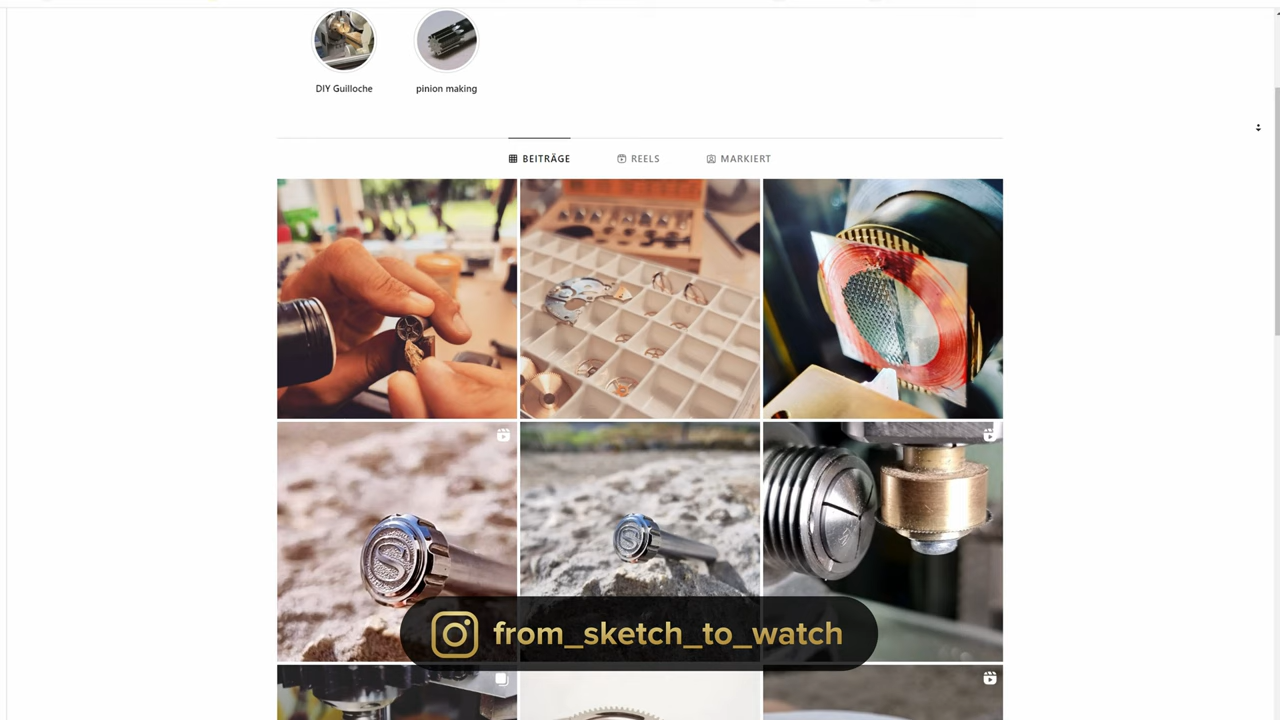 DIY Guilloche
pinion making
BEITRÄGE
REELS
MARKIERT
S
S
from_sketch_to_watch